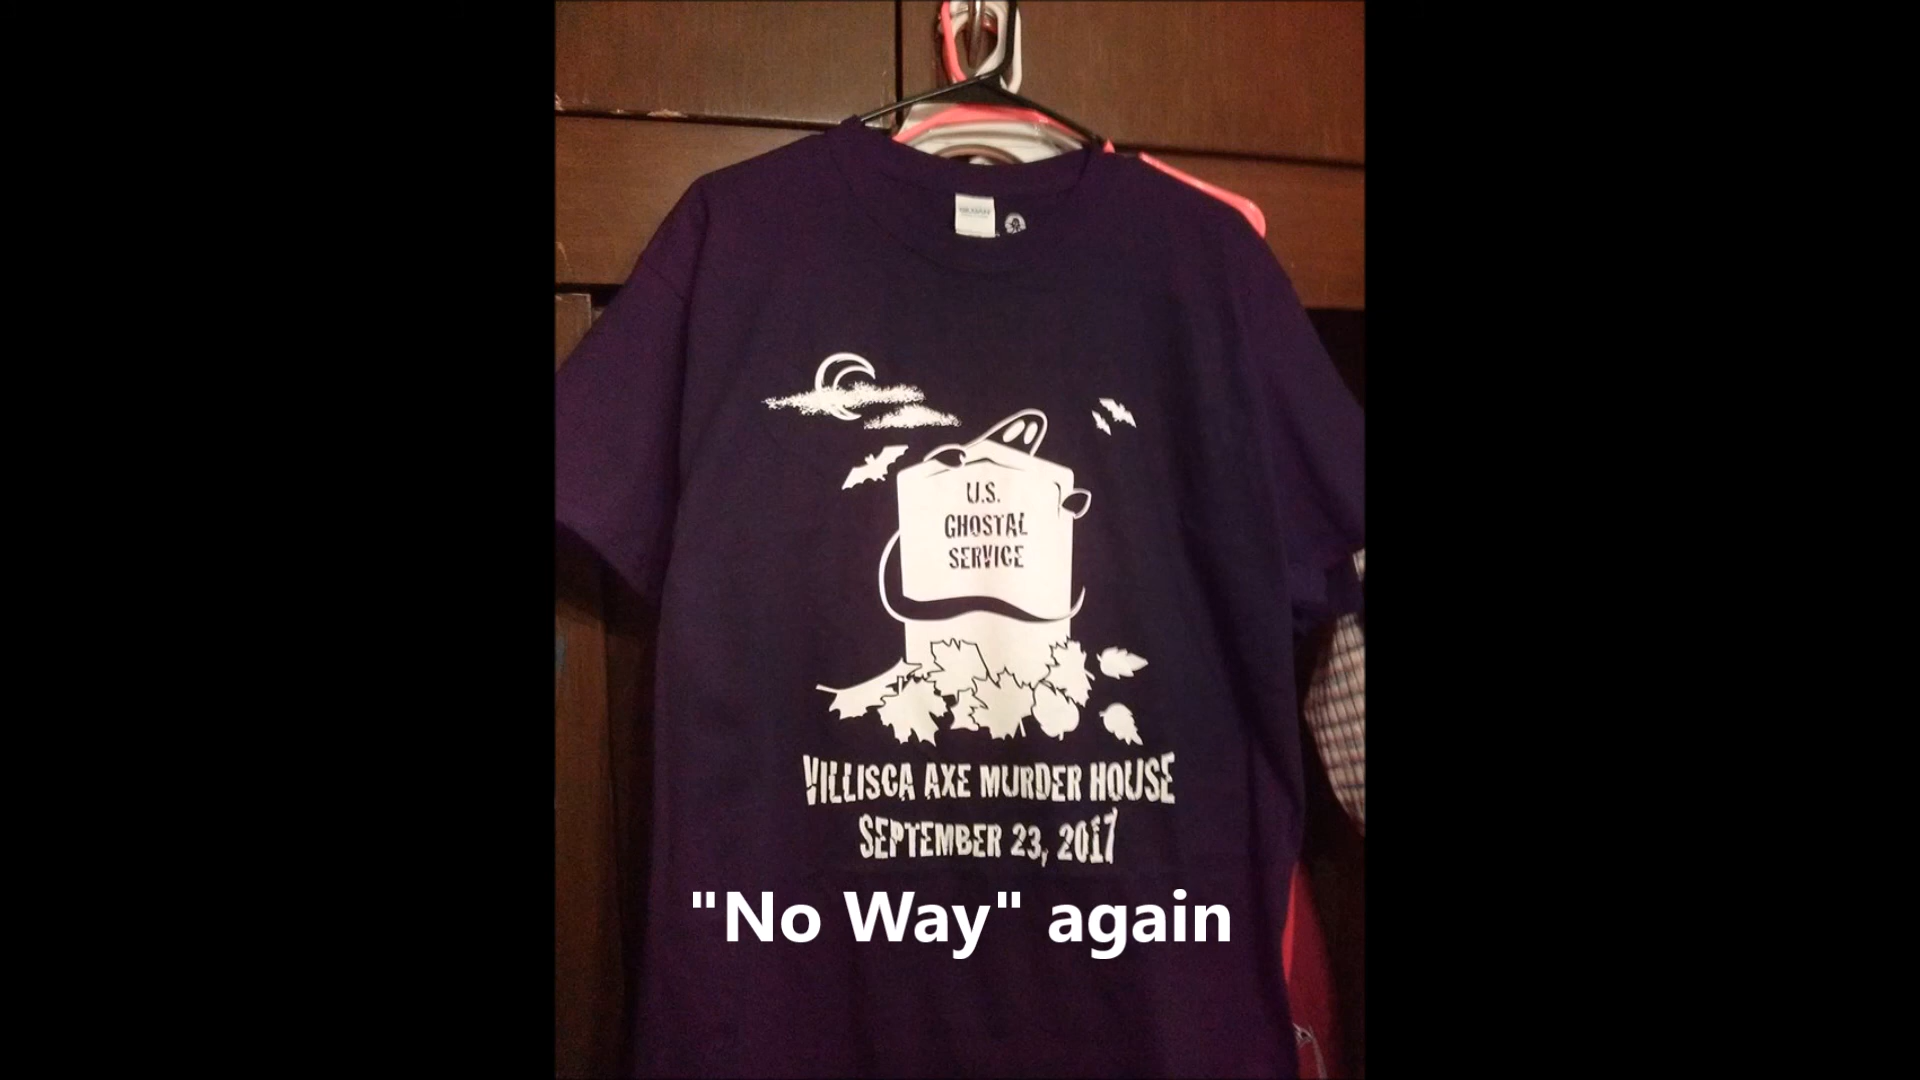 U.S.
GHOSTAL
SERVICE
VILLISCA AXE MURDER HOUSE
SEPTEMBER 23, 2017
"No Way" again